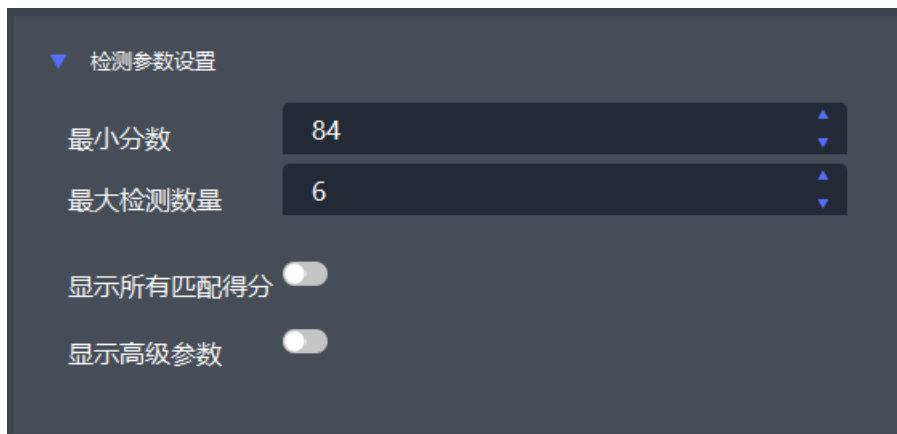 检测参数设置
最小分数 84
最大检测数量 6
显示所有匹配得分
显示高级参数